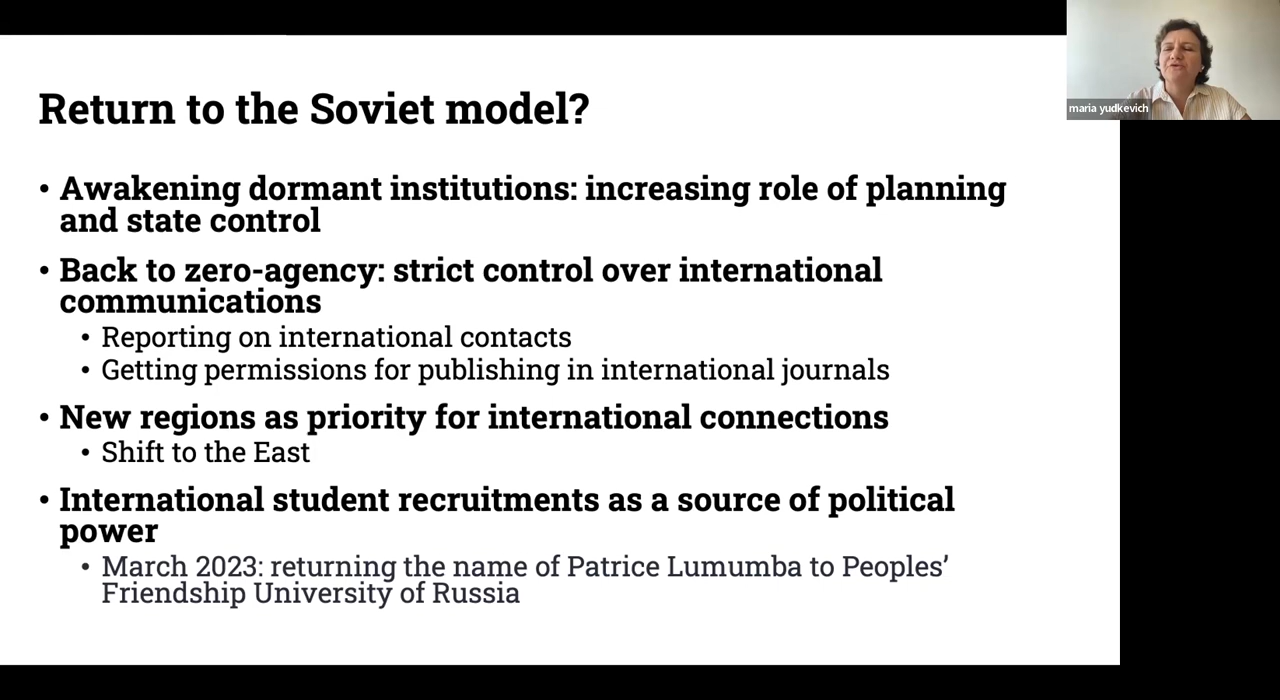 Return to the Soviet model?
• Awakening dormant institutions: increasing role of planning
and state control
• Back to zero-agency: strict control over international
communications
• Reporting on international contacts
• Getting permissions for publishing in international journals
• New regions as priority for international connections
• Shift to the East
• International student recruitments as a source of political
power
• March 2023: returning the name of Patrice Lumumba to Peoples’
Friendship University of Russia
maria yudkevich